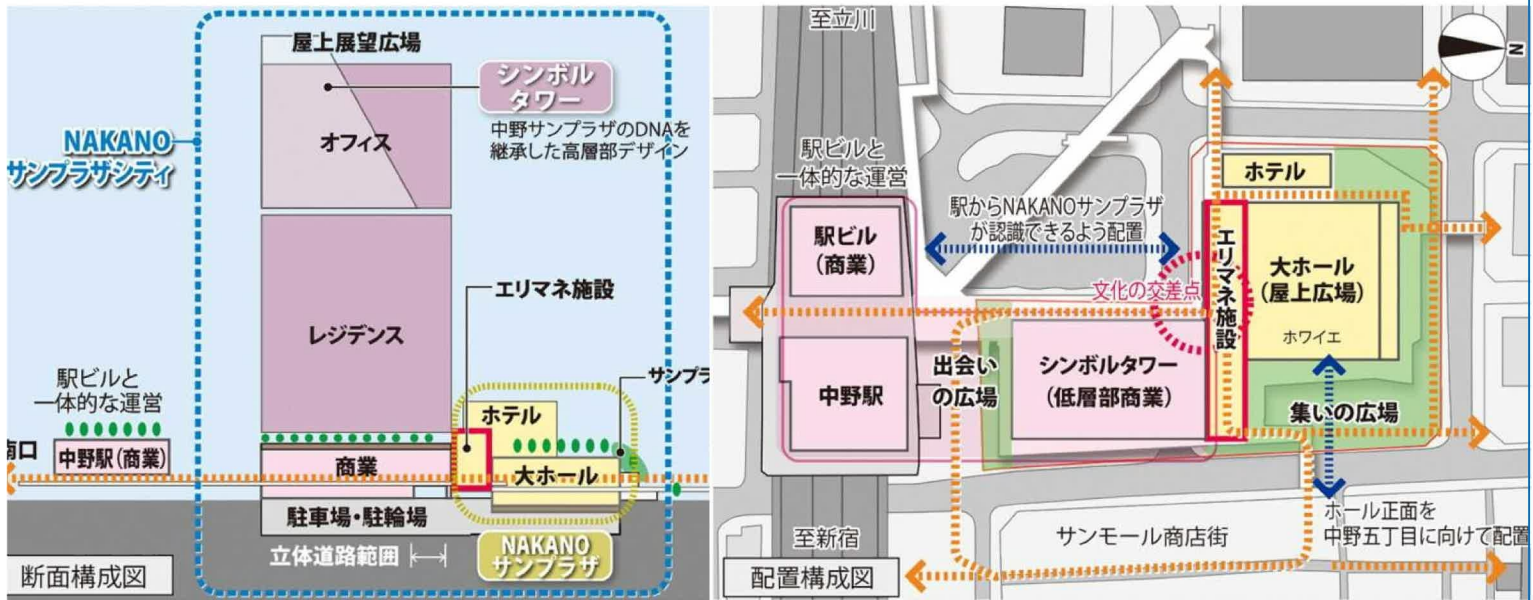 屋上展望広場
シンボル
タワー
中野サンプラザのDNAを
継承した高層部デザイン
オフィス
NAKANO
サンプラザシティ
エリマネ施設
レジデンス
駅ビルと
一体的な運営
サンプラ
ホテル
南口
中野駅(商業)
商業
大ホール
駐車場・駐輪場
立体道路範囲
NAKANO
サンプラザ
断面構成図
至立川
N
駅ビルと
一体的な運営
ホテル
駅からNAKANOサンプラザ
が認識できるよう配置
駅ビル
(商業)
エリマネ施設
大ホール
(屋上広場)
文化の交差点
ホワイエ
出会い
の広場
シンボルタワー
(低層部商業)
中野駅
集いの広場
ホール正面を
中野五丁目に向けて配置
サンモール商店街
至新宿
配置構成図